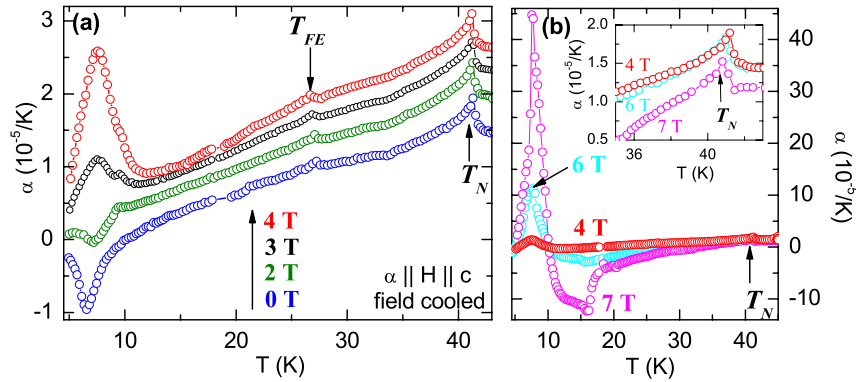 (a)
T_FE
T_N
4 T
3 T
2 T
0 T
α || H || c
field cooled
α (10⁻⁵/K)
3
2
1
0
-1
10
20
30
40
T (K)
(b)
2.0
1.5
1.0
0.5
α (10⁻⁵/K)
4 T
6 T
7 T
T_N
36
40
T (K)
6 T
4 T
7 T
T_N
40
30
20
10
0
-10
α (10⁻⁵/K)
10
20
30
40
T (K)